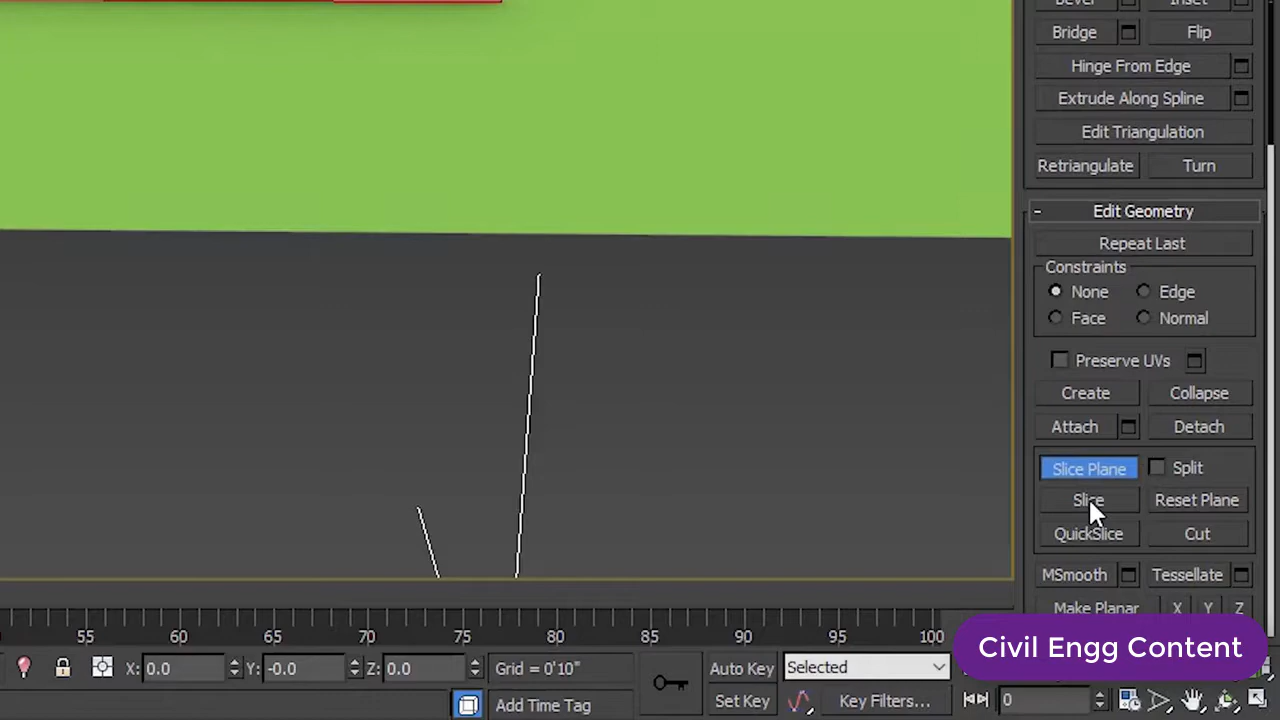 Bevel Inset
Bridge Flip
Hinge From Edge
Extrude Along Spline
Edit Triangulation
Retriangulate Turn
- Edit Geometry
Repeat Last
Constraints
None Edge
Face Normal
Preserve UVs
Create Collapse
Attach Detach
Slice Plane Split
Slice Reset Plane
QuickSlice Cut
MSmooth Tessellate
Make Planar X Y Z
55 60 65 70 75 80 85 90 95 100
Civil Engg Content
X: 0.0 Y: -0.0 Z: 0.0 Grid = 0'10" Auto Key Selected
Add Time Tag Set Key Key Filters... 0